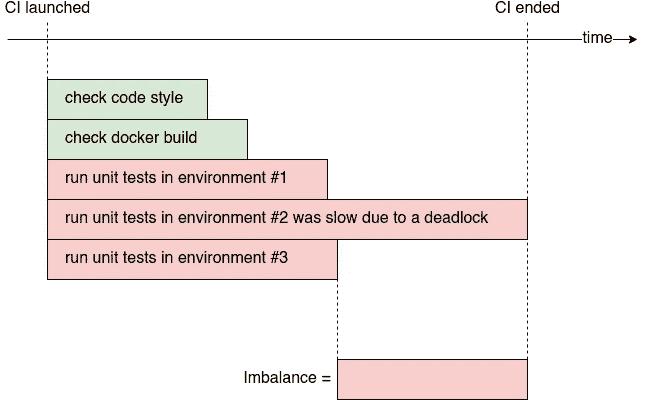 CI launched
CI ended
time
check code style
check docker build
run unit tests in environment #1
run unit tests in environment #2 was slow due to a deadlock
run unit tests in environment #3
Imbalance =